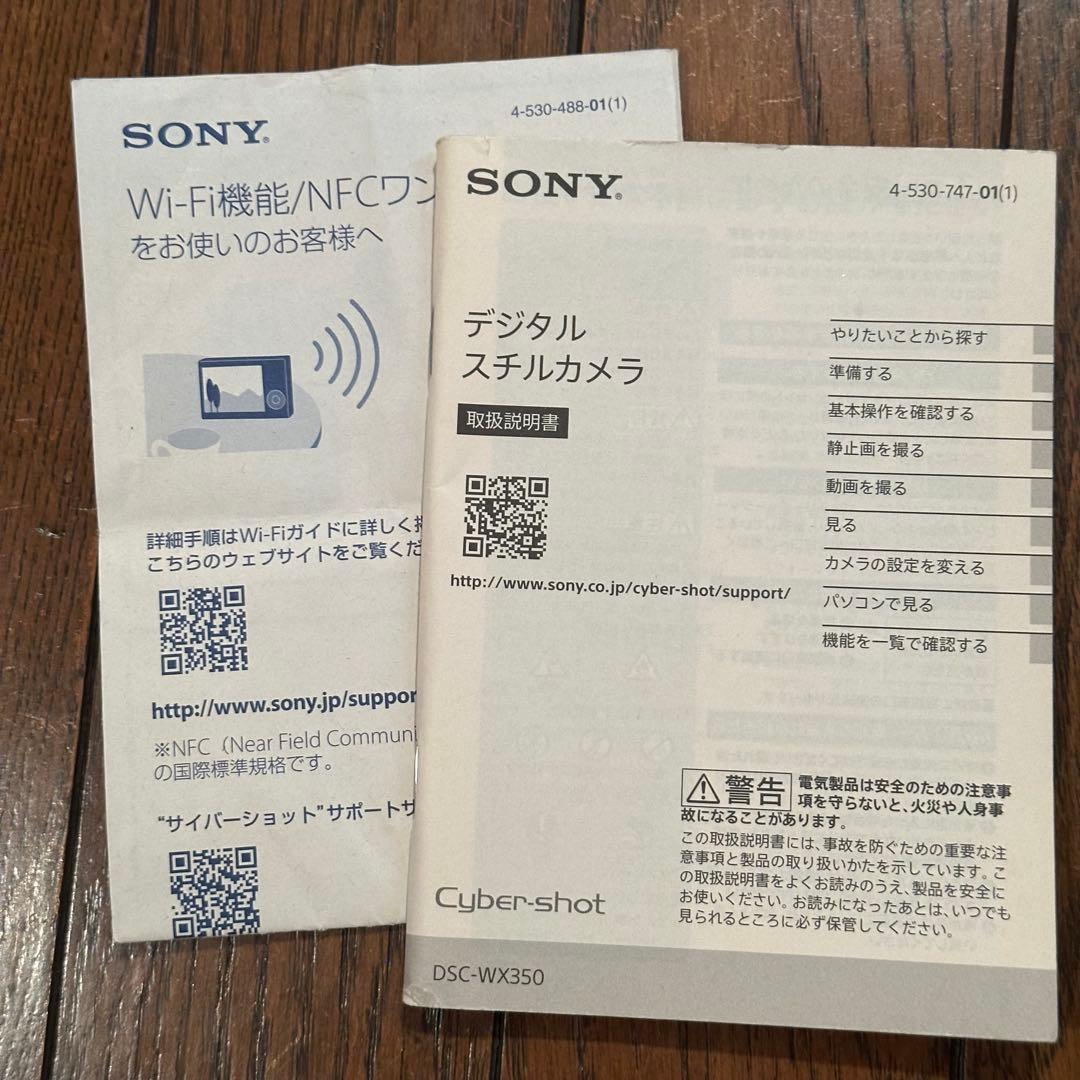 SONY®
4-530-488-01(1)
Wi-Fi機能/NFCワン
をお使いのお客様へ
詳細手順はWi-Fiガイドに詳しく
こちらのウェブサイトをご覧くだ
http://www.sony.jp/suppor
※NFC（Near Field Communi
の国際標準規格です。
“サイバーショット”サポートサ
SONY®
4-530-747-01(1)
デジタル
スチルカメラ
取扱説明書
http://www.sony.co.jp/cyber-shot/support/
やりたいことから探す
準備する
基本操作を確認する
静止画を撮る
動画を撮る
見る
カメラの設定を変える
パソコンで見る
機能を一覧で確認する
警告 電気製品は安全のための注意事
項を守らないと、火災や人身事
故になることがあります。
この取扱説明書には、事故を防ぐための重要な注
意事項と製品の取り扱いかたを示しています。こ
の取扱説明書をよくお読みのうえ、製品を安全に
お使いください。お読みになったあとは、いつでも
見られるところに必ず保管してください。
Cyber-shot
DSC-WX350